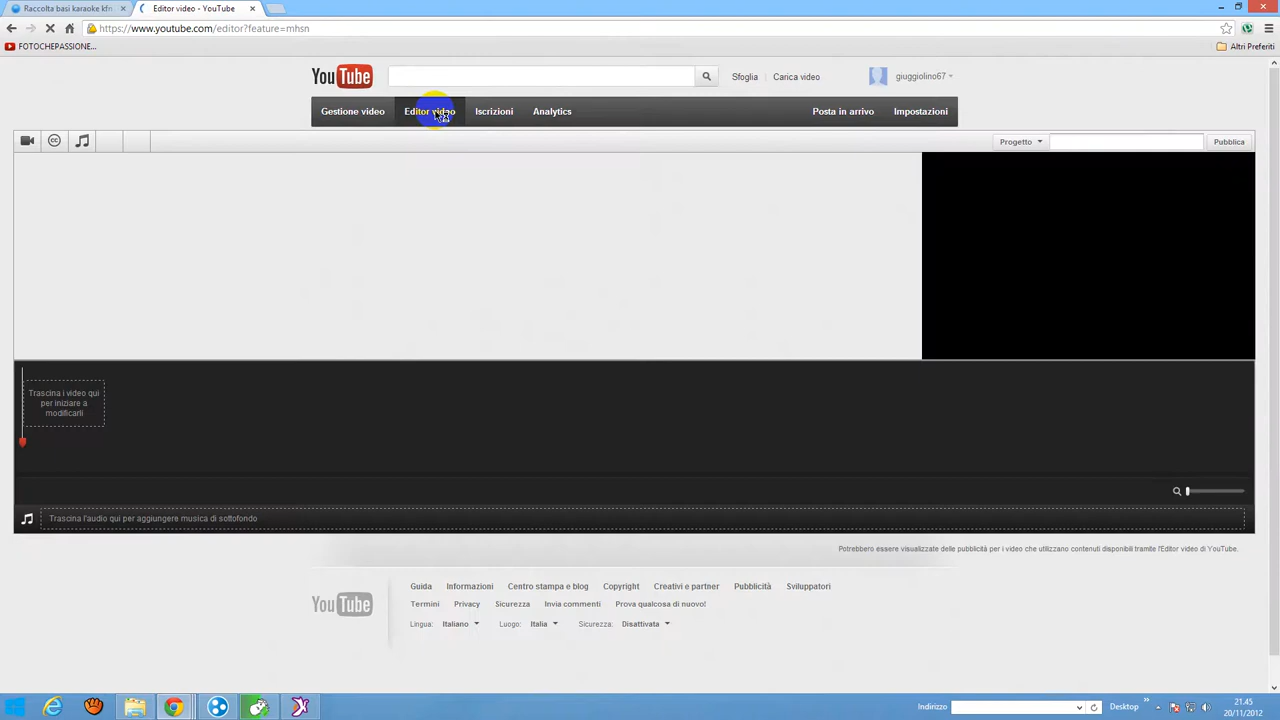 Raccolta basi karaoke kfn
Editor video - YouTube
https://www.youtube.com/editor?feature=mhsn
FOTOCHEPASSIONE...
Altri Preferiti
YouTube
Sfoglia
Carica video
giuggiolino67
Gestione video
Editor video
Iscrizioni
Analytics
Posta in arrivo
Impostazioni
CC
Progetto
Pubblica
Trascina i video qui
per iniziare a
modificarli
Trascina l'audio qui per aggiungere musica di sottofondo
Potrebbero essere visualizzate delle pubblicità per i video che utilizzano contenuti disponibili tramite l'Editor video di YouTube.
YouTube
Guida Informazioni Centro stampa e blog Copyright Creativi e partner Pubblicità Sviluppatori
Termini Privacy Sicurezza Invia commenti Prova qualcosa di nuovo!
Lingua: Italiano Luogo: Italia Sicurezza: Disattivata
Indirizzo
Desktop
21.45
20/11/2012